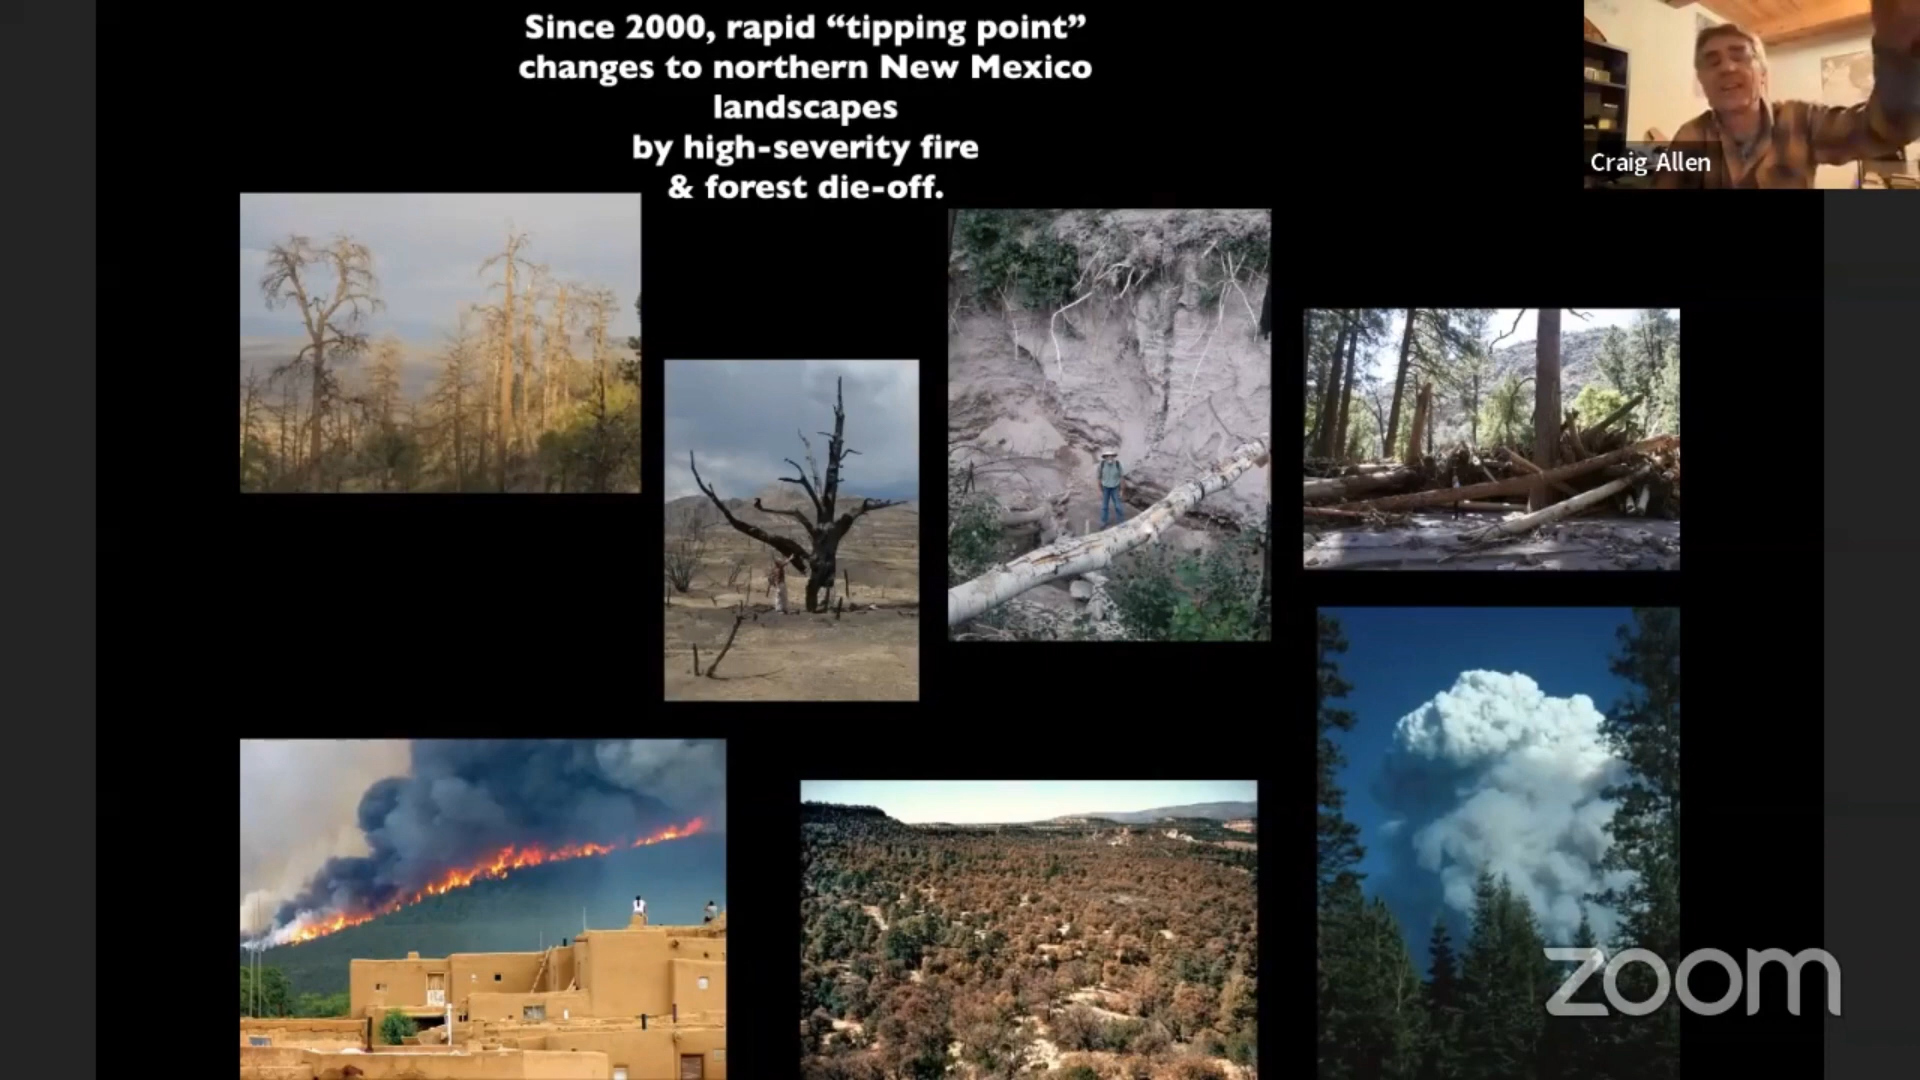 Since 2000, rapid “tipping point”
changes to northern New Mexico
landscapes
by high-severity fire
& forest die-off.
Craig Allen
zoom